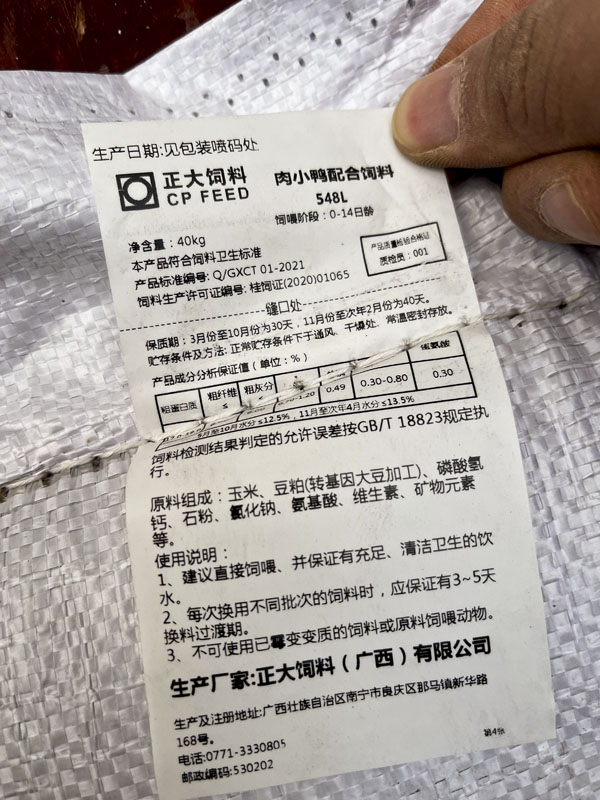 生产日期:见包装喷码处
正大饲料
CP FEED
肉小鸭配合饲料
548L
饲喂阶段：0-14日龄
净含量：40kg
本产品符合饲料卫生标准
产品标准编号: Q/GXCT 01-2021
饲料生产许可证编号: 桂饲证(2020)01065
产品质量检验合格证
质检员：001
缝口处
保质期：3月份至10月份为30天，11月份至次年2月份为40天。
贮存条件及方法: 正常贮存条件下于通风、干燥处、常温密封存放。
产品成分分析保证值 (单位：%)
粗蛋白质 粗纤维 粗灰分
≤ ≤
0.49 0.30-0.80 0.30
5月至10月水分 ≤12.5%，11月至次年4月水分 ≤13.5%
饲料检测结果判定的允许误差按GB/T 18823规定执
行。
原料组成：玉米、豆粕(转基因大豆加工)、磷酸氢
钙、石粉、氯化钠、氨基酸、维生素、矿物元素
等。
使用说明：
1、建议直接饲喂、并保证有充足、清洁卫生的饮
水。
2、每次换用不同批次的饲料时，应保证有3~5天
换料过渡期。
3、不可使用已霉变变质的饲料或原料饲喂动物。
生产厂家:正大饲料（广西）有限公司
生产及注册地址:广西壮族自治区南宁市良庆区那马镇新华路
168号。
电话:0771-3330805
邮政编码:530202
第4张